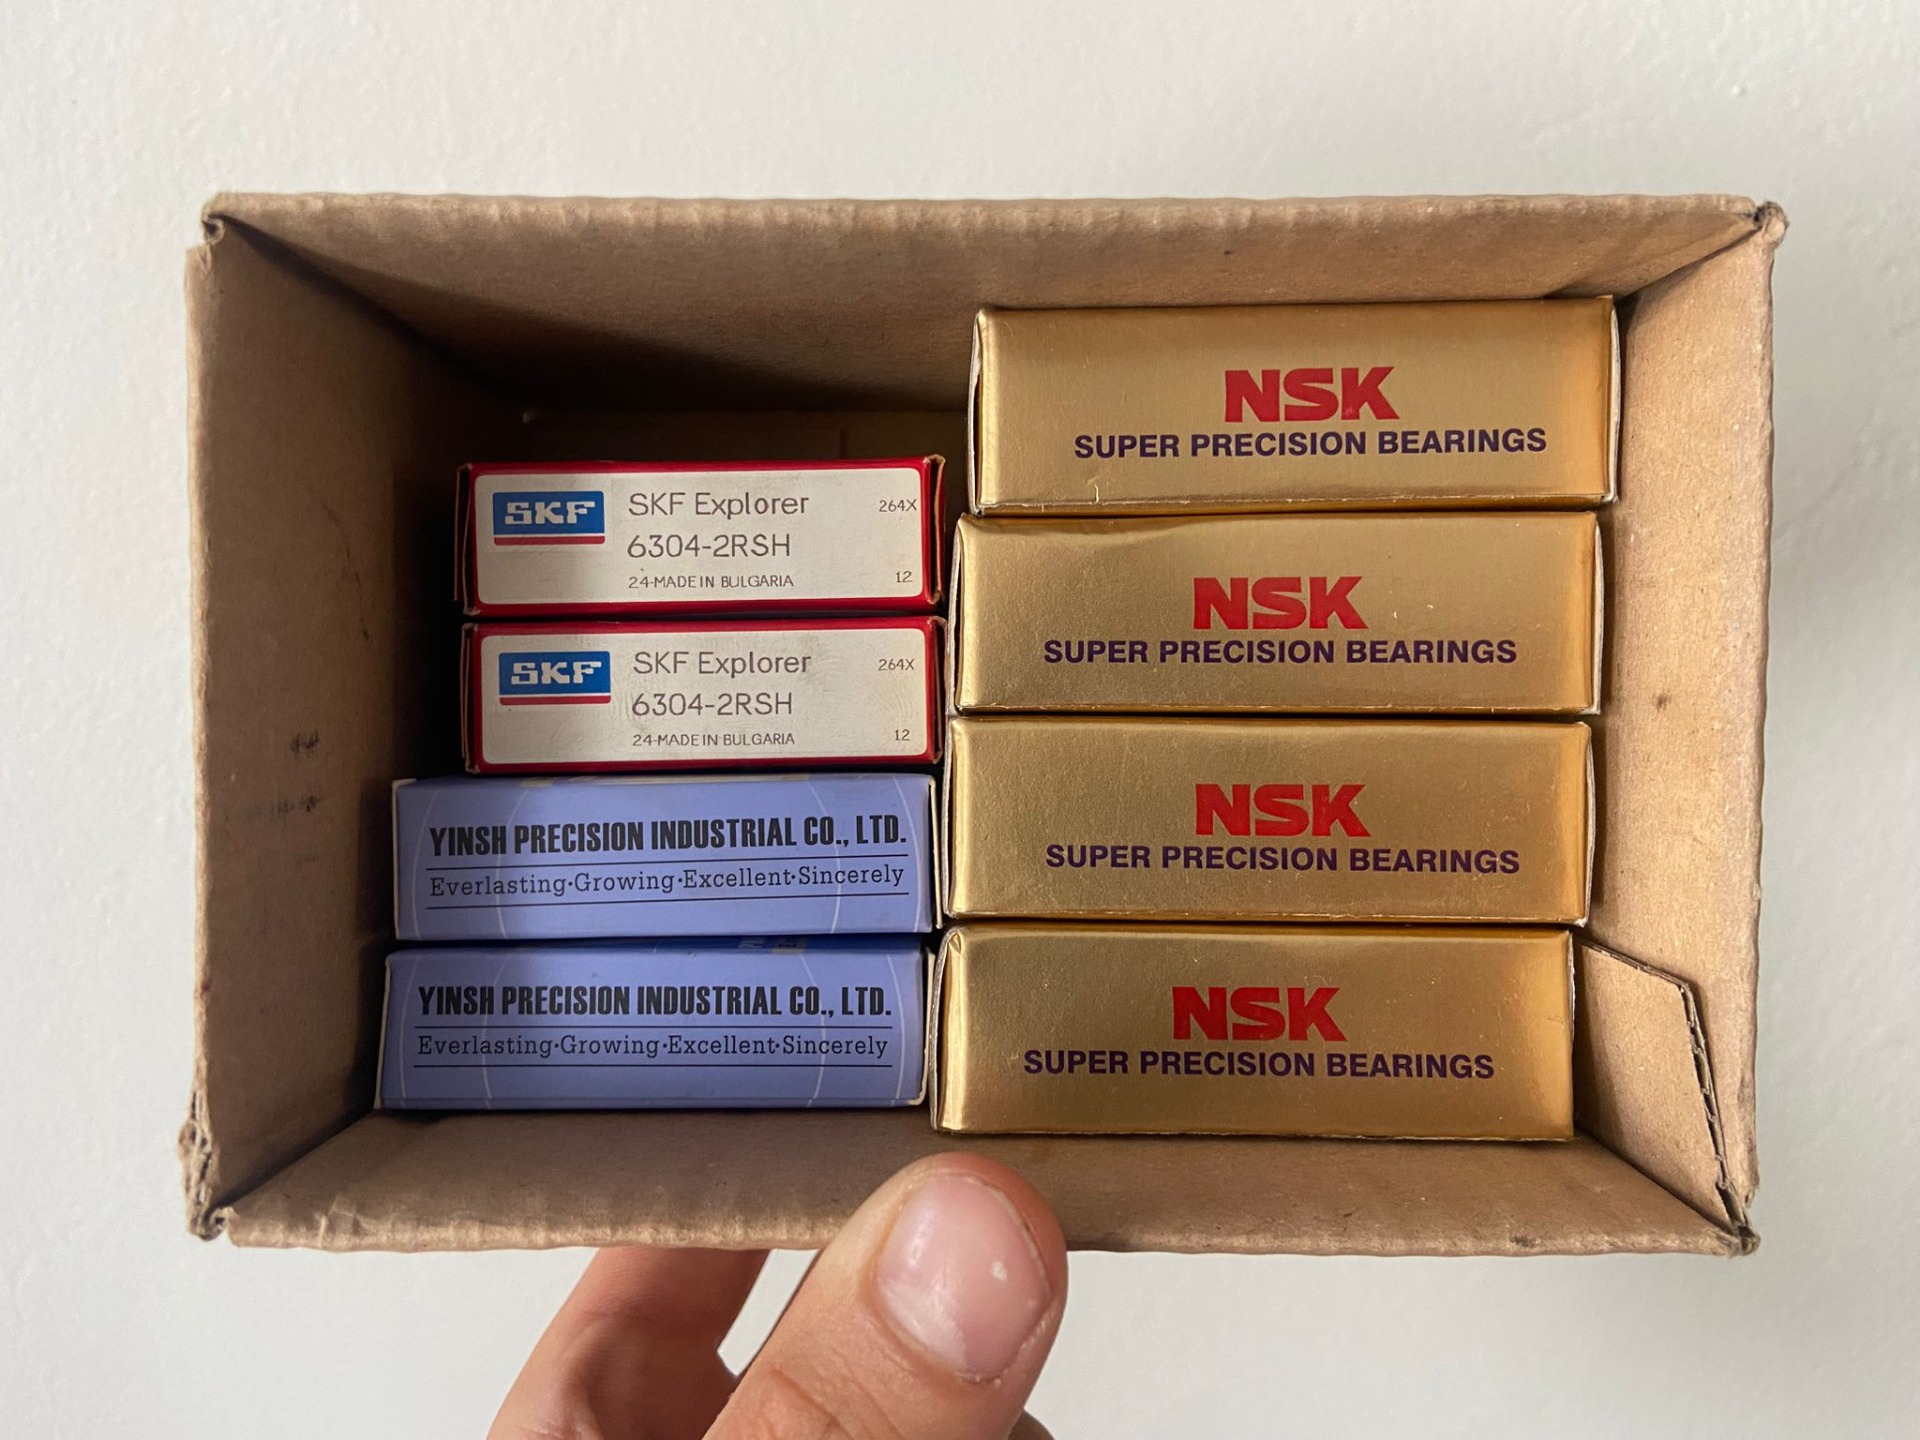 SKF
SKF Explorer
264X
6304-2RSH
24-MADE IN BULGARIA
12
SKF
SKF Explorer
264X
6304-2RSH
24-MADE IN BULGARIA
12
YINSH PRECISION INDUSTRIAL CO., LTD.
Everlasting·Growing·Excellent·Sincerely
YINSH PRECISION INDUSTRIAL CO., LTD.
Everlasting·Growing·Excellent·Sincerely
NSK
SUPER PRECISION BEARINGS
NSK
SUPER PRECISION BEARINGS
NSK
SUPER PRECISION BEARINGS
NSK
SUPER PRECISION BEARINGS